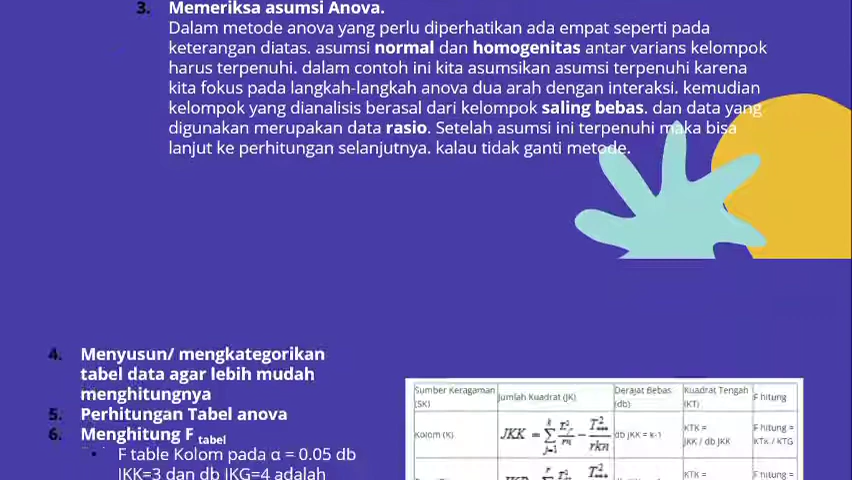 3. Memeriksa asumsi Anova.
Dalam metode anova yang perlu diperhatikan ada empat seperti pada
keterangan diatas. asumsi normal dan homogenitas antar varians kelompok
harus terpenuhi. dalam contoh ini kita asumsikan asumsi terpenuhi karena
kita fokus pada langkah-langkah anova dua arah dengan interaksi. kemudian
kelompok yang dianalisis berasal dari kelompok saling bebas. dan data yang
digunakan merupakan data rasio. Setelah asumsi ini terpenuhi maka bisa
lanjut ke perhitungan selanjutnya. kalau tidak ganti metode.
4. Menyusun/ mengkategorikan
tabel data agar lebih mudah
menghitungnya
5. Perhitungan Tabel anova
6. Menghitung F tabel
• F table Kolom pada α = 0.05 db
JKK=3 dan db JKG=4 adalah
Sumber Keragaman (SK) Jumlah Kuadrat (JK) Derajat Bebas (db) Kuadrat Tengah (KT) F hitung
Kolom (K) JKK = db JKK = k-1 KTK = JKK / db JKK F hitung = KTK / KTG
KTK = F hitung =